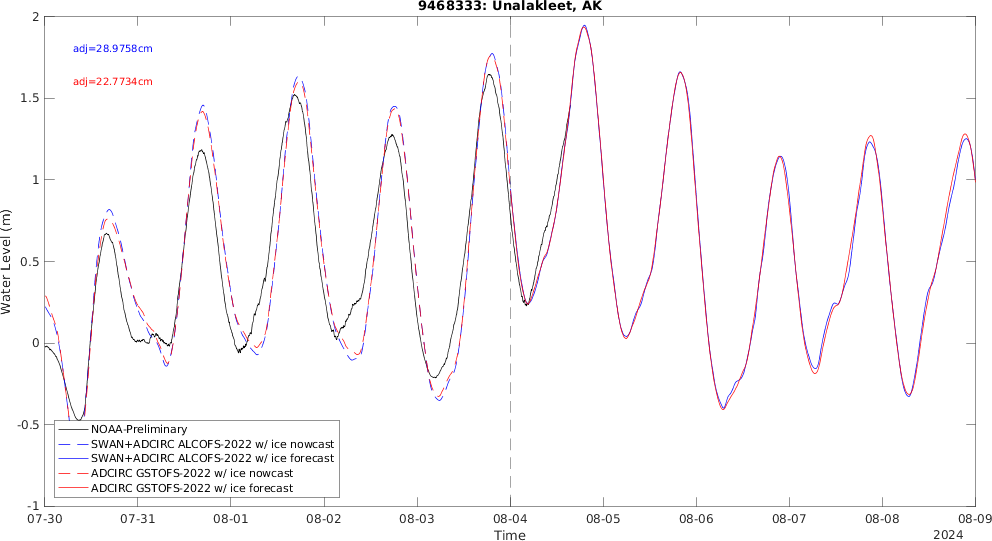 9468333: Unalakleet, AK
adj=28.9758cm
adj=22.7734cm
Water Level (m)
2
1.5
1
0.5
0
-0.5
-1
NOAA-Preliminary
SWAN+ADCIRC ALCOFS-2022 w/ ice nowcast
SWAN+ADCIRC ALCOFS-2022 w/ ice forecast
ADCIRC GSTOFS-2022 w/ ice nowcast
ADCIRC GSTOFS-2022 w/ ice forecast
07-30 07-31 08-01 08-02 08-03 08-04 08-05 08-06 08-07 08-08 08-09
Time
2024